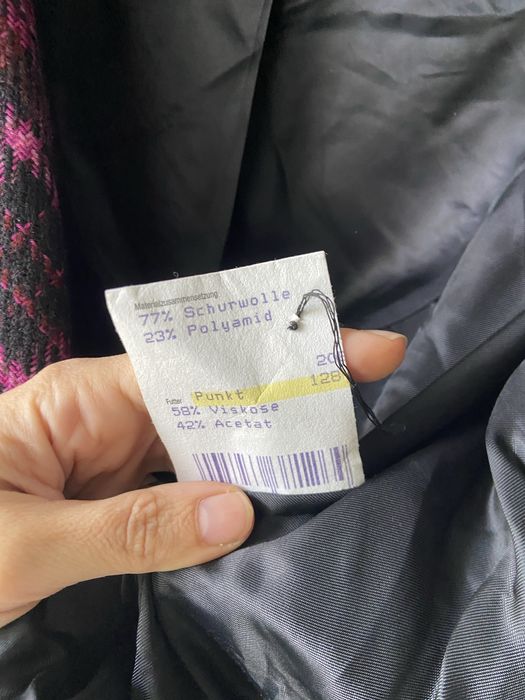 Materialzusammensetzung
77% Schurwolle
23% Polyamid
20
Punkt 128
Futter
58% Viskose
42% Acetat